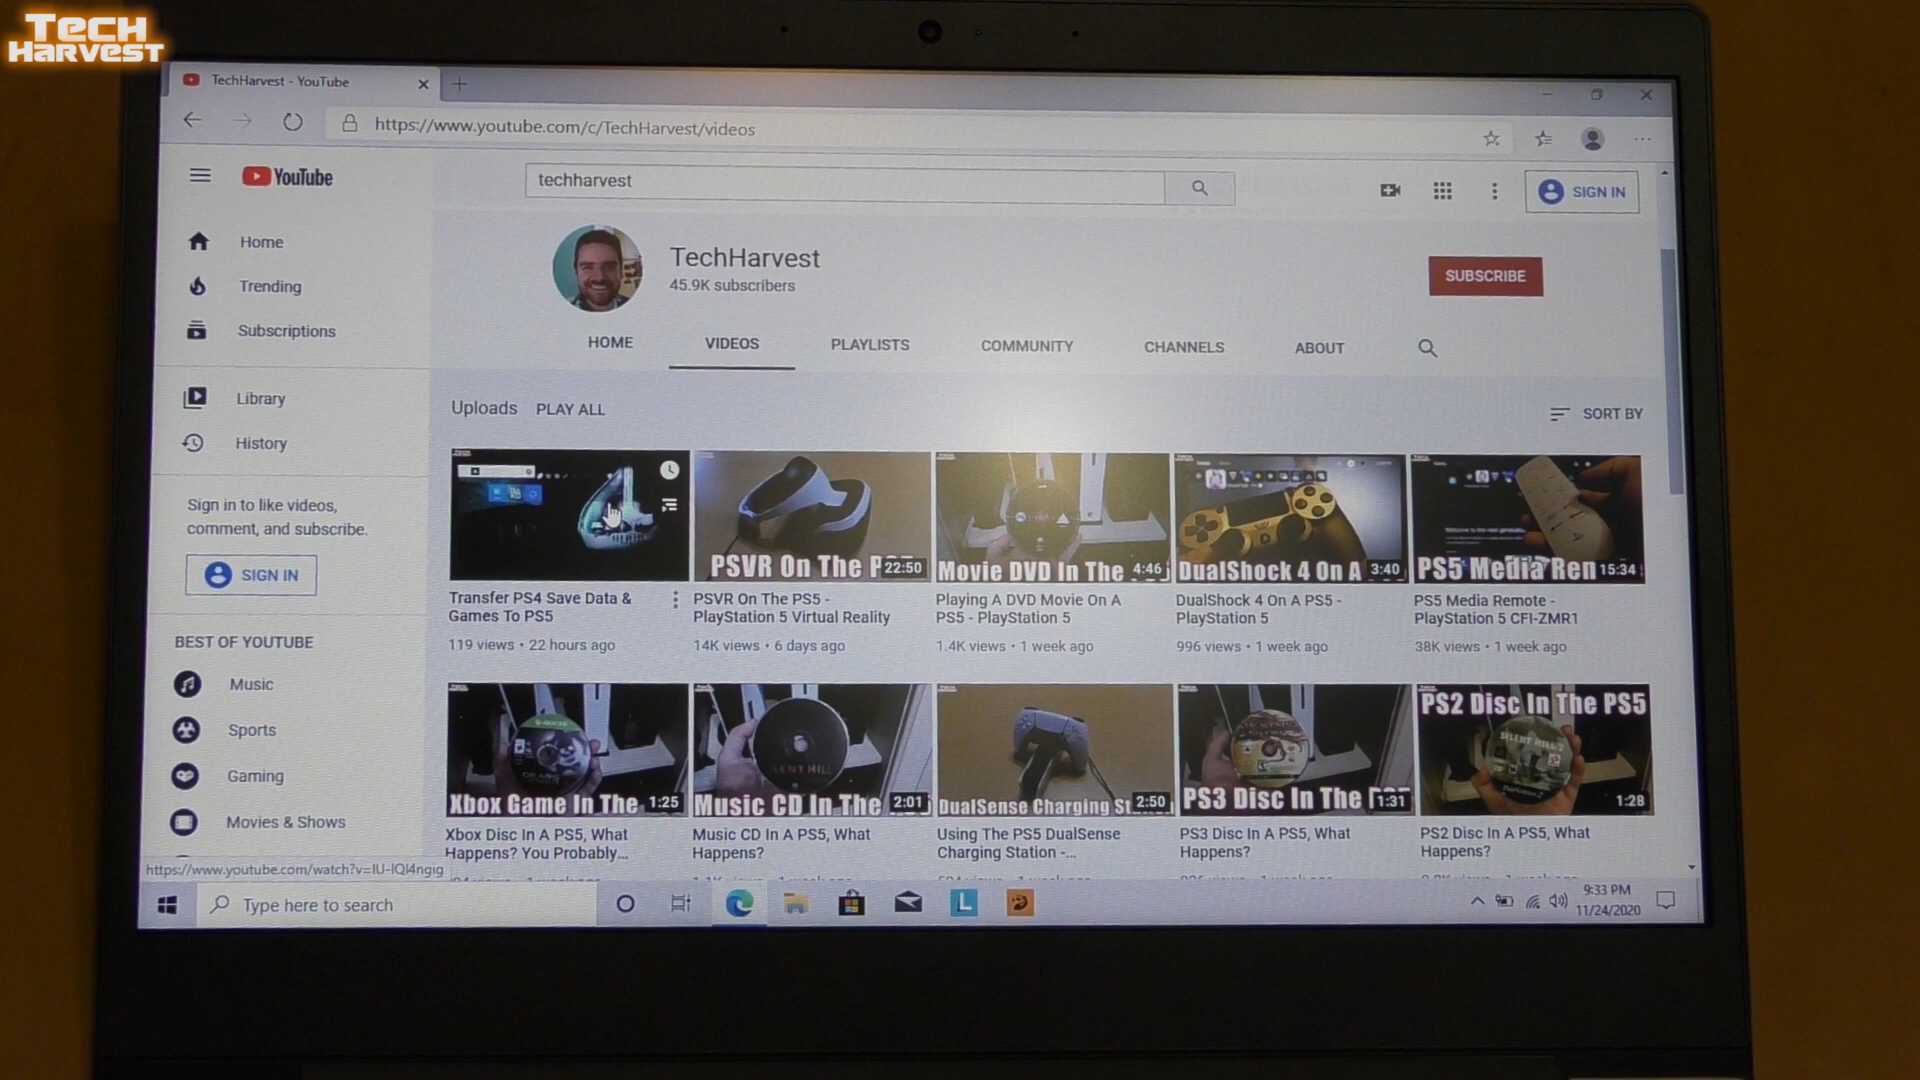 TECH
HARVEST
TechHarvest - YouTube
https://www.youtube.com/c/TechHarvest/videos
YouTube
techharvest
SIGN IN
Home
Trending
Subscriptions
Library
History
Sign in to like videos,
comment, and subscribe.
SIGN IN
BEST OF YOUTUBE
Music
Sports
Gaming
Movies & Shows
TechHarvest
45.9K subscribers
SUBSCRIBE
HOME
VIDEOS
PLAYLISTS
COMMUNITY
CHANNELS
ABOUT
Uploads
PLAY ALL
SORT BY
Transfer PS4 Save Data &
Games To PS5
119 views • 22 hours ago
PSVR On The P
22:50
PSVR On The PS5 -
PlayStation 5 Virtual Reality
14K views • 6 days ago
Movie DVD In The
4:46
Playing A DVD Movie On A
PS5 - PlayStation 5
1.4K views • 1 week ago
DualShock 4 On A
3:40
DualShock 4 On A PS5 -
PlayStation 5
996 views • 1 week ago
PS5 Media Ren
15:34
PS5 Media Remote -
PlayStation 5 CFI-ZMR1
38K views • 1 week ago
Xbox Game In The
1:25
Xbox Disc In A PS5, What
Happens? You Probably...
SILENT HILL
Music CD In The
2:01
Music CD In A PS5, What
Happens?
DualSense Charging St
2:50
Using The PS5 DualSense
Charging Station -...
PS3 Disc In The
1:31
PS3 Disc In A PS5, What
Happens?
PS2 Disc In The PS5
SILENT HILL 2
1:28
PS2 Disc In A PS5, What
Happens?
Type here to search
L
9:33 PM
11/24/2020